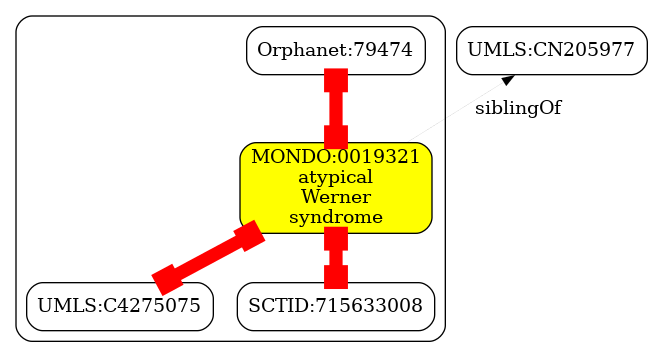 Orphanet:79474
UMLS:CN205977
siblingOf
MONDO:0019321
atypical
Werner
syndrome
UMLS:C4275075
SCTID:715633008